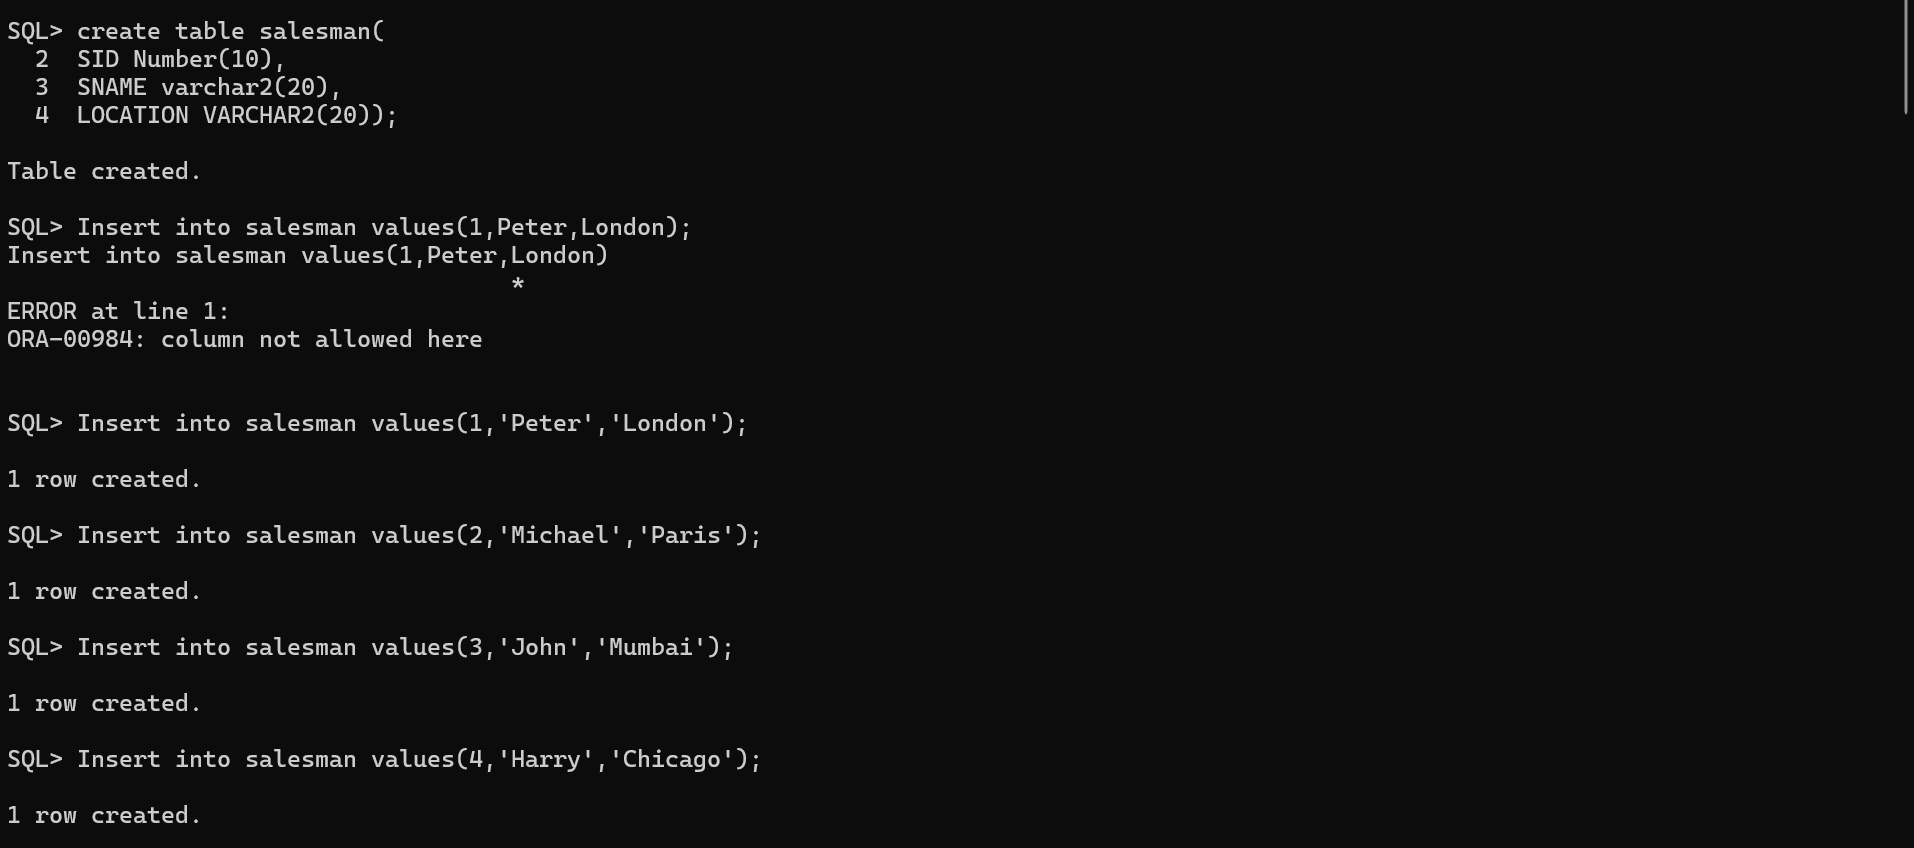 SQL> create table salesman(
  2  SID Number(10),
  3  SNAME varchar2(20),
  4  LOCATION VARCHAR2(20));
Table created.
SQL> Insert into salesman values(1,Peter,London);
Insert into salesman values(1,Peter,London)
                                    *
ERROR at line 1:
ORA-00984: column not allowed here
SQL> Insert into salesman values(1,'Peter','London');
1 row created.
SQL> Insert into salesman values(2,'Michael','Paris');
1 row created.
SQL> Insert into salesman values(3,'John','Mumbai');
1 row created.
SQL> Insert into salesman values(4,'Harry','Chicago');
1 row created.